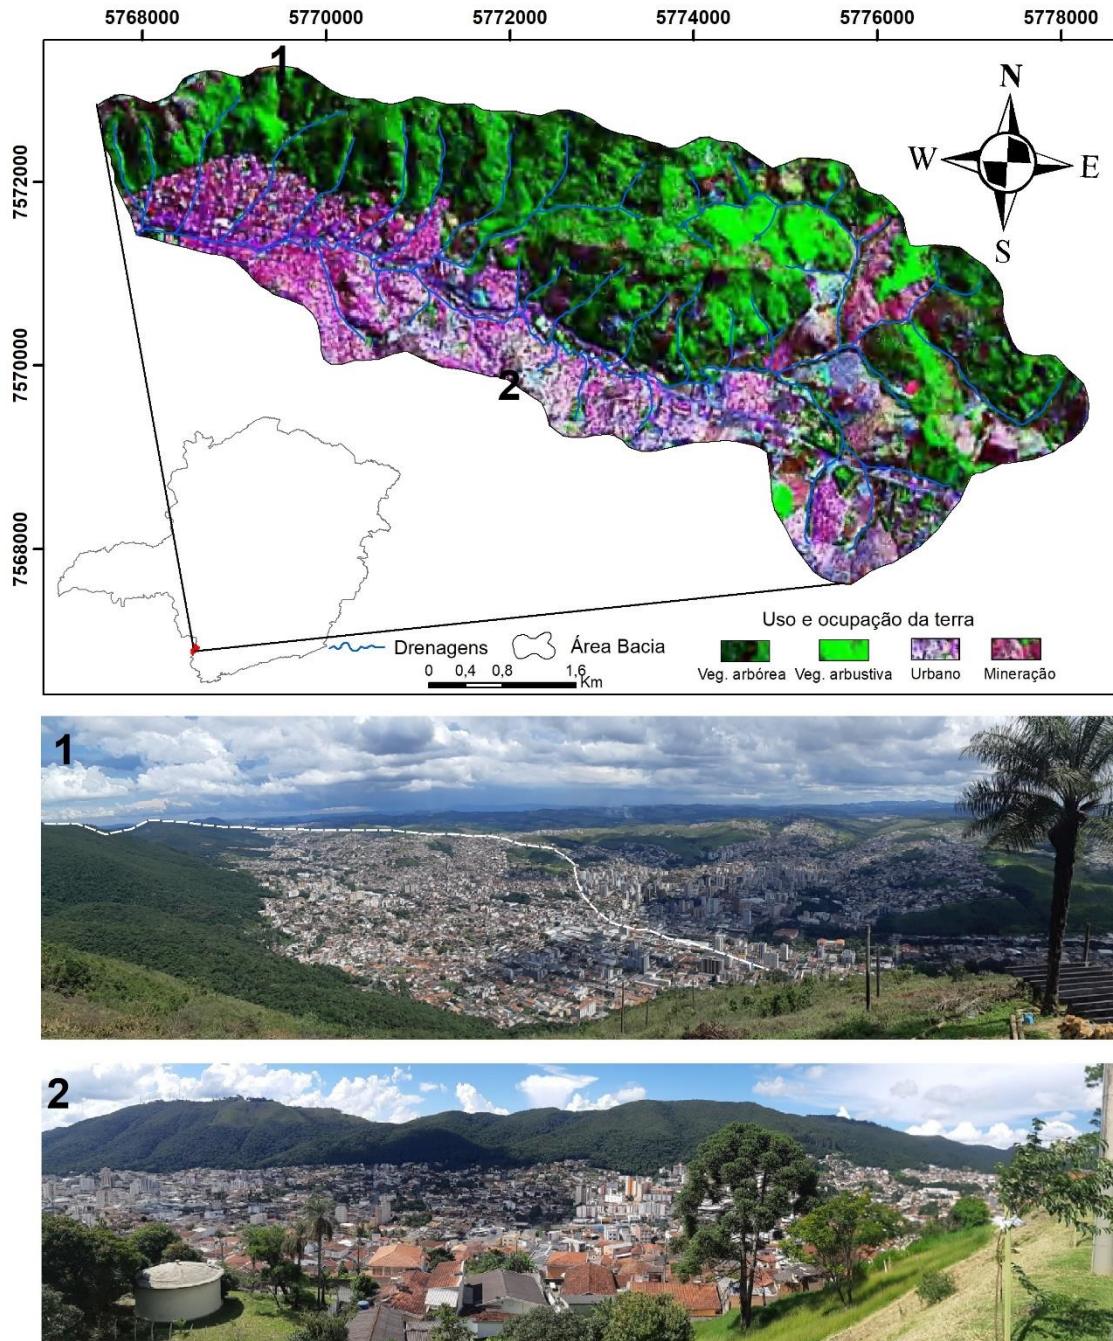 5768000 5770000 5772000 5774000 5776000 5778000
1
N
W E
S
7572000
7570000
2
7568000
Uso e ocupação da terra
Drenagens Área Bacia
0 0,4 0,8 1,6
Km
Veg. arbórea Veg. arbustiva Urbano Mineração
1
2